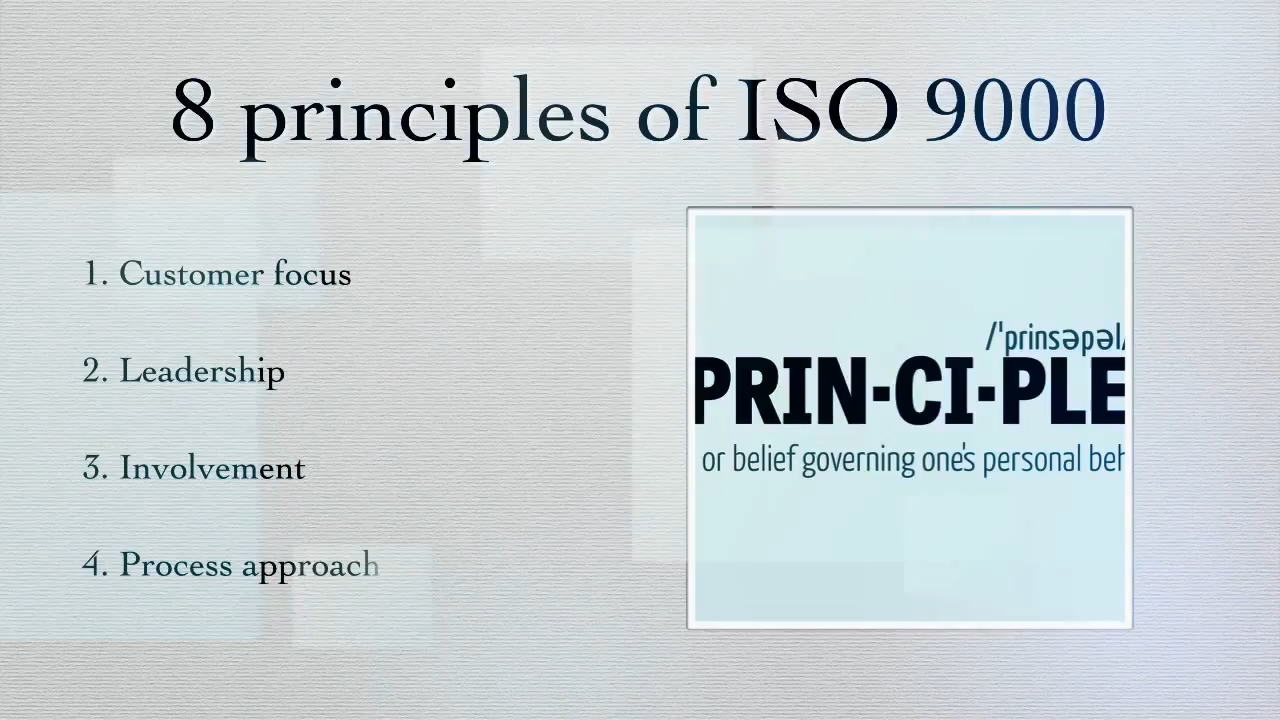 8 principles of ISO 9000
1. Customer focus
2. Leadership
3. Involvement
4. Process approach
/ˈprinsəpəl/
PRIN-CI-PLE
or belief governing one's personal beh